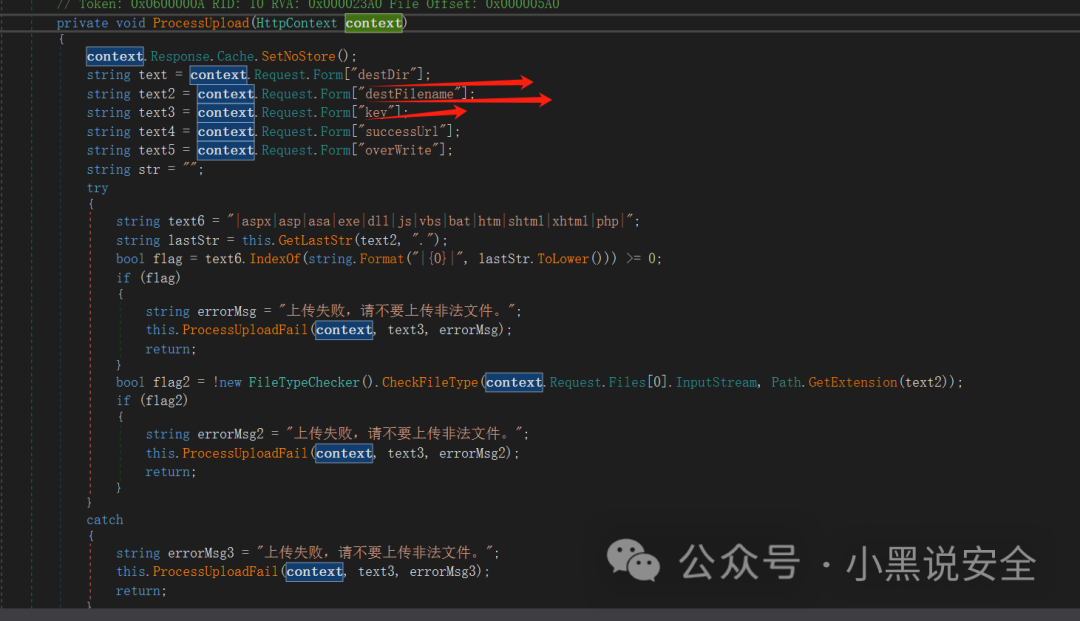 // Token: 0x0600000A RID: 10 RVA: 0x000023A0 File Offset: 0x000005A0
private void ProcessUpload(HttpContext context)
{
context.Response.Cache.SetNoStore();
string text = context.Request.Form["destDir"];
string text2 = context.Request.Form["destFilename"];
string text3 = context.Request.Form["key"];
string text4 = context.Request.Form["successUrl"];
string text5 = context.Request.Form["overWrite"];
string str = "";
try
{
string text6 = "|aspx|asp|asa|exe|dll|js|vbs|bat|htm|shtml|xhtml|php|";
string lastStr = this.GetLastStr(text2, ".");
bool flag = text6.IndexOf(string.Format("|{0}|", lastStr.ToLower())) >= 0;
if (flag)
{
string errorMsg = "上传失败，请不要上传非法文件。";
this.ProcessUploadFail(context, text3, errorMsg);
return;
}
bool flag2 = !new FileTypeChecker().CheckFileType(context.Request.Files[0].InputStream, Path.GetExtension(text2));
if (flag2)
{
string errorMsg2 = "上传失败，请不要上传非法文件。";
this.ProcessUploadFail(context, text3, errorMsg2);
return;
}
}
catch
{
string errorMsg3 = "上传失败，请不要上传非法文件。";
this.ProcessUploadFail(context, text3, errorMsg3);
return;
}
公众号 · 小黑说安全